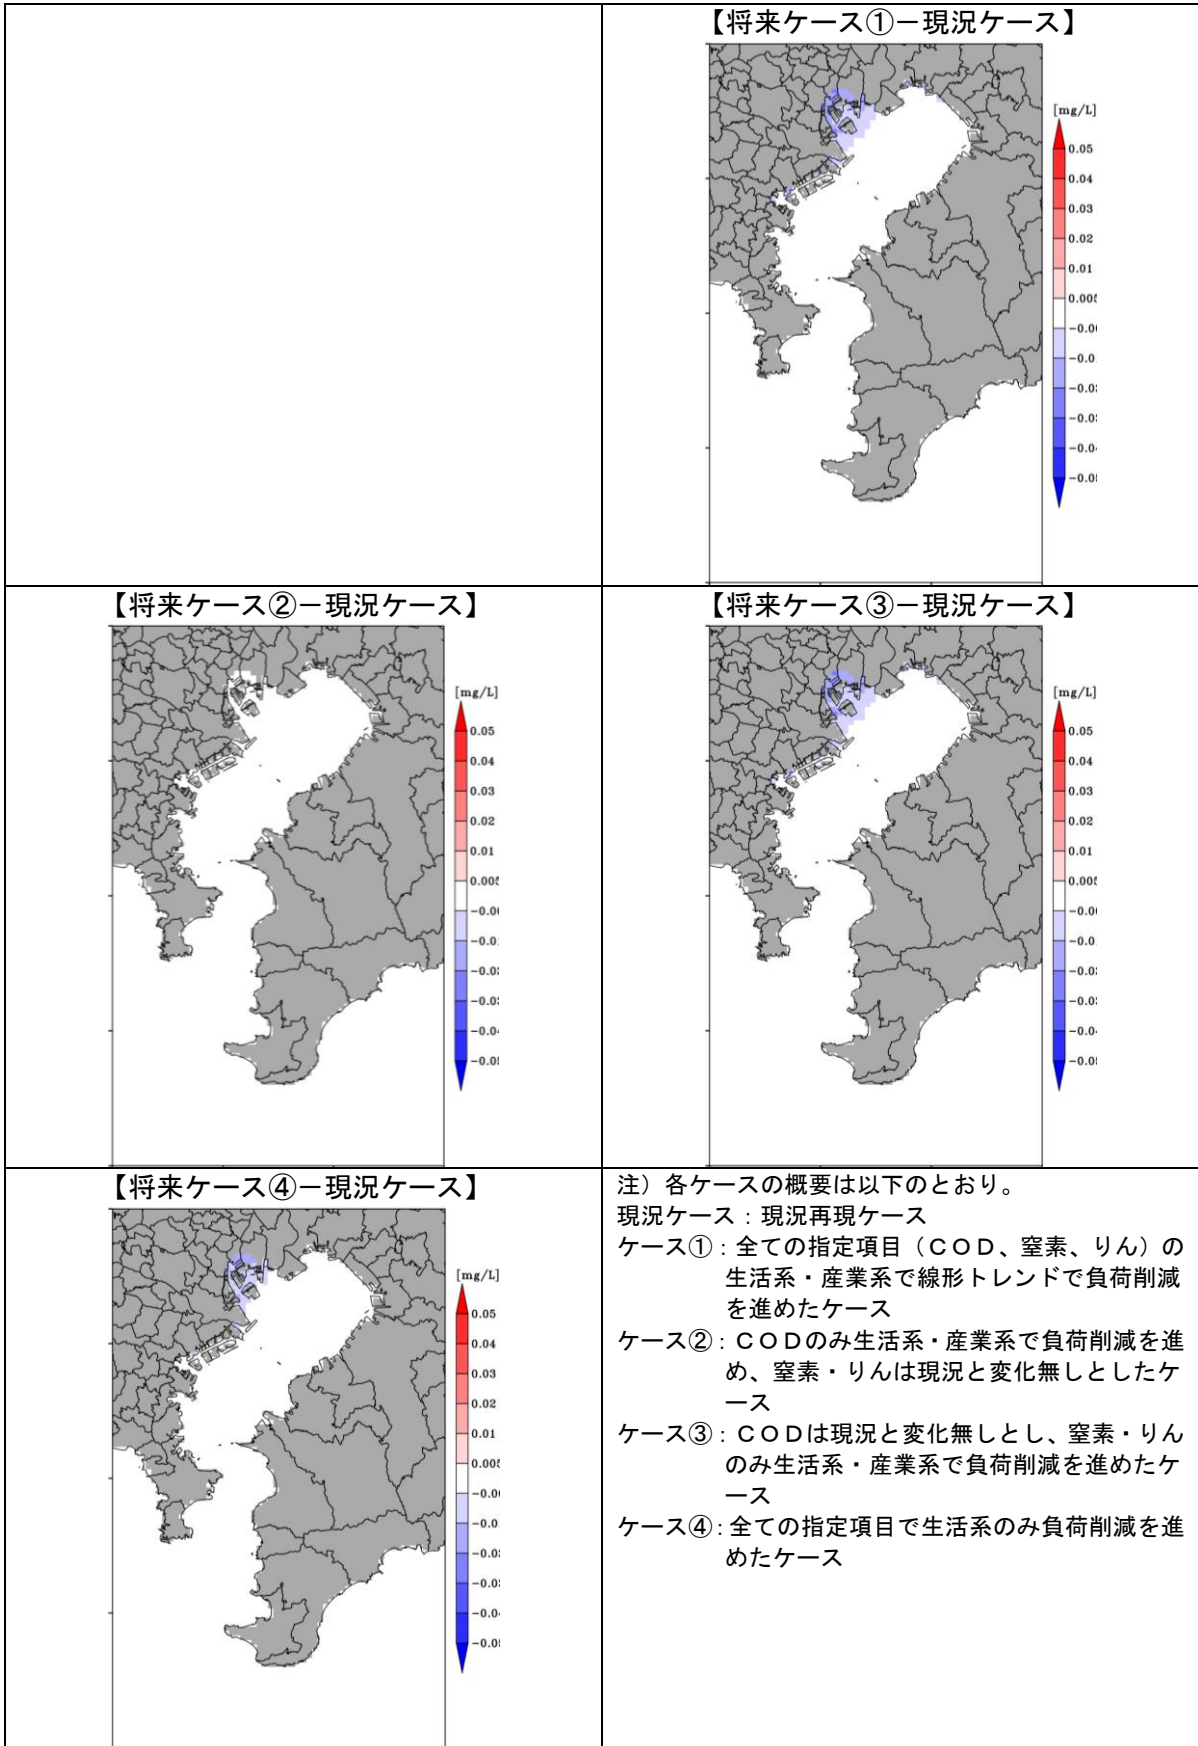 【将来ケース①－現況ケース】
[mg/L]
0.05
0.04
0.03
0.02
0.01
【将来ケース②－現況ケース】
[mg/L]
0.05
0.04
0.03
0.02
0.01
【将来ケース③－現況ケース】
[mg/L]
0.05
0.04
0.03
0.02
0.01
【将来ケース④－現況ケース】
[mg/L]
0.05
0.04
0.03
0.02
0.01
注）各ケースの概要は以下のとおり。
現況ケース：現況再現ケース
ケース①：全ての指定項目（ＣＯＤ、窒素、りん）の
生活系・産業系で線形トレンドで負荷削減
を進めたケース
ケース②：ＣＯＤのみ生活系・産業系で負荷削減を進
め、窒素・りんは現況と変化無しとしたケ
ース
ケース③：ＣＯＤは現況と変化無しとし、窒素・りん
のみ生活系・産業系で負荷削減を進めたケ
ース
ケース④：全ての指定項目で生活系のみ負荷削減を進
めたケース